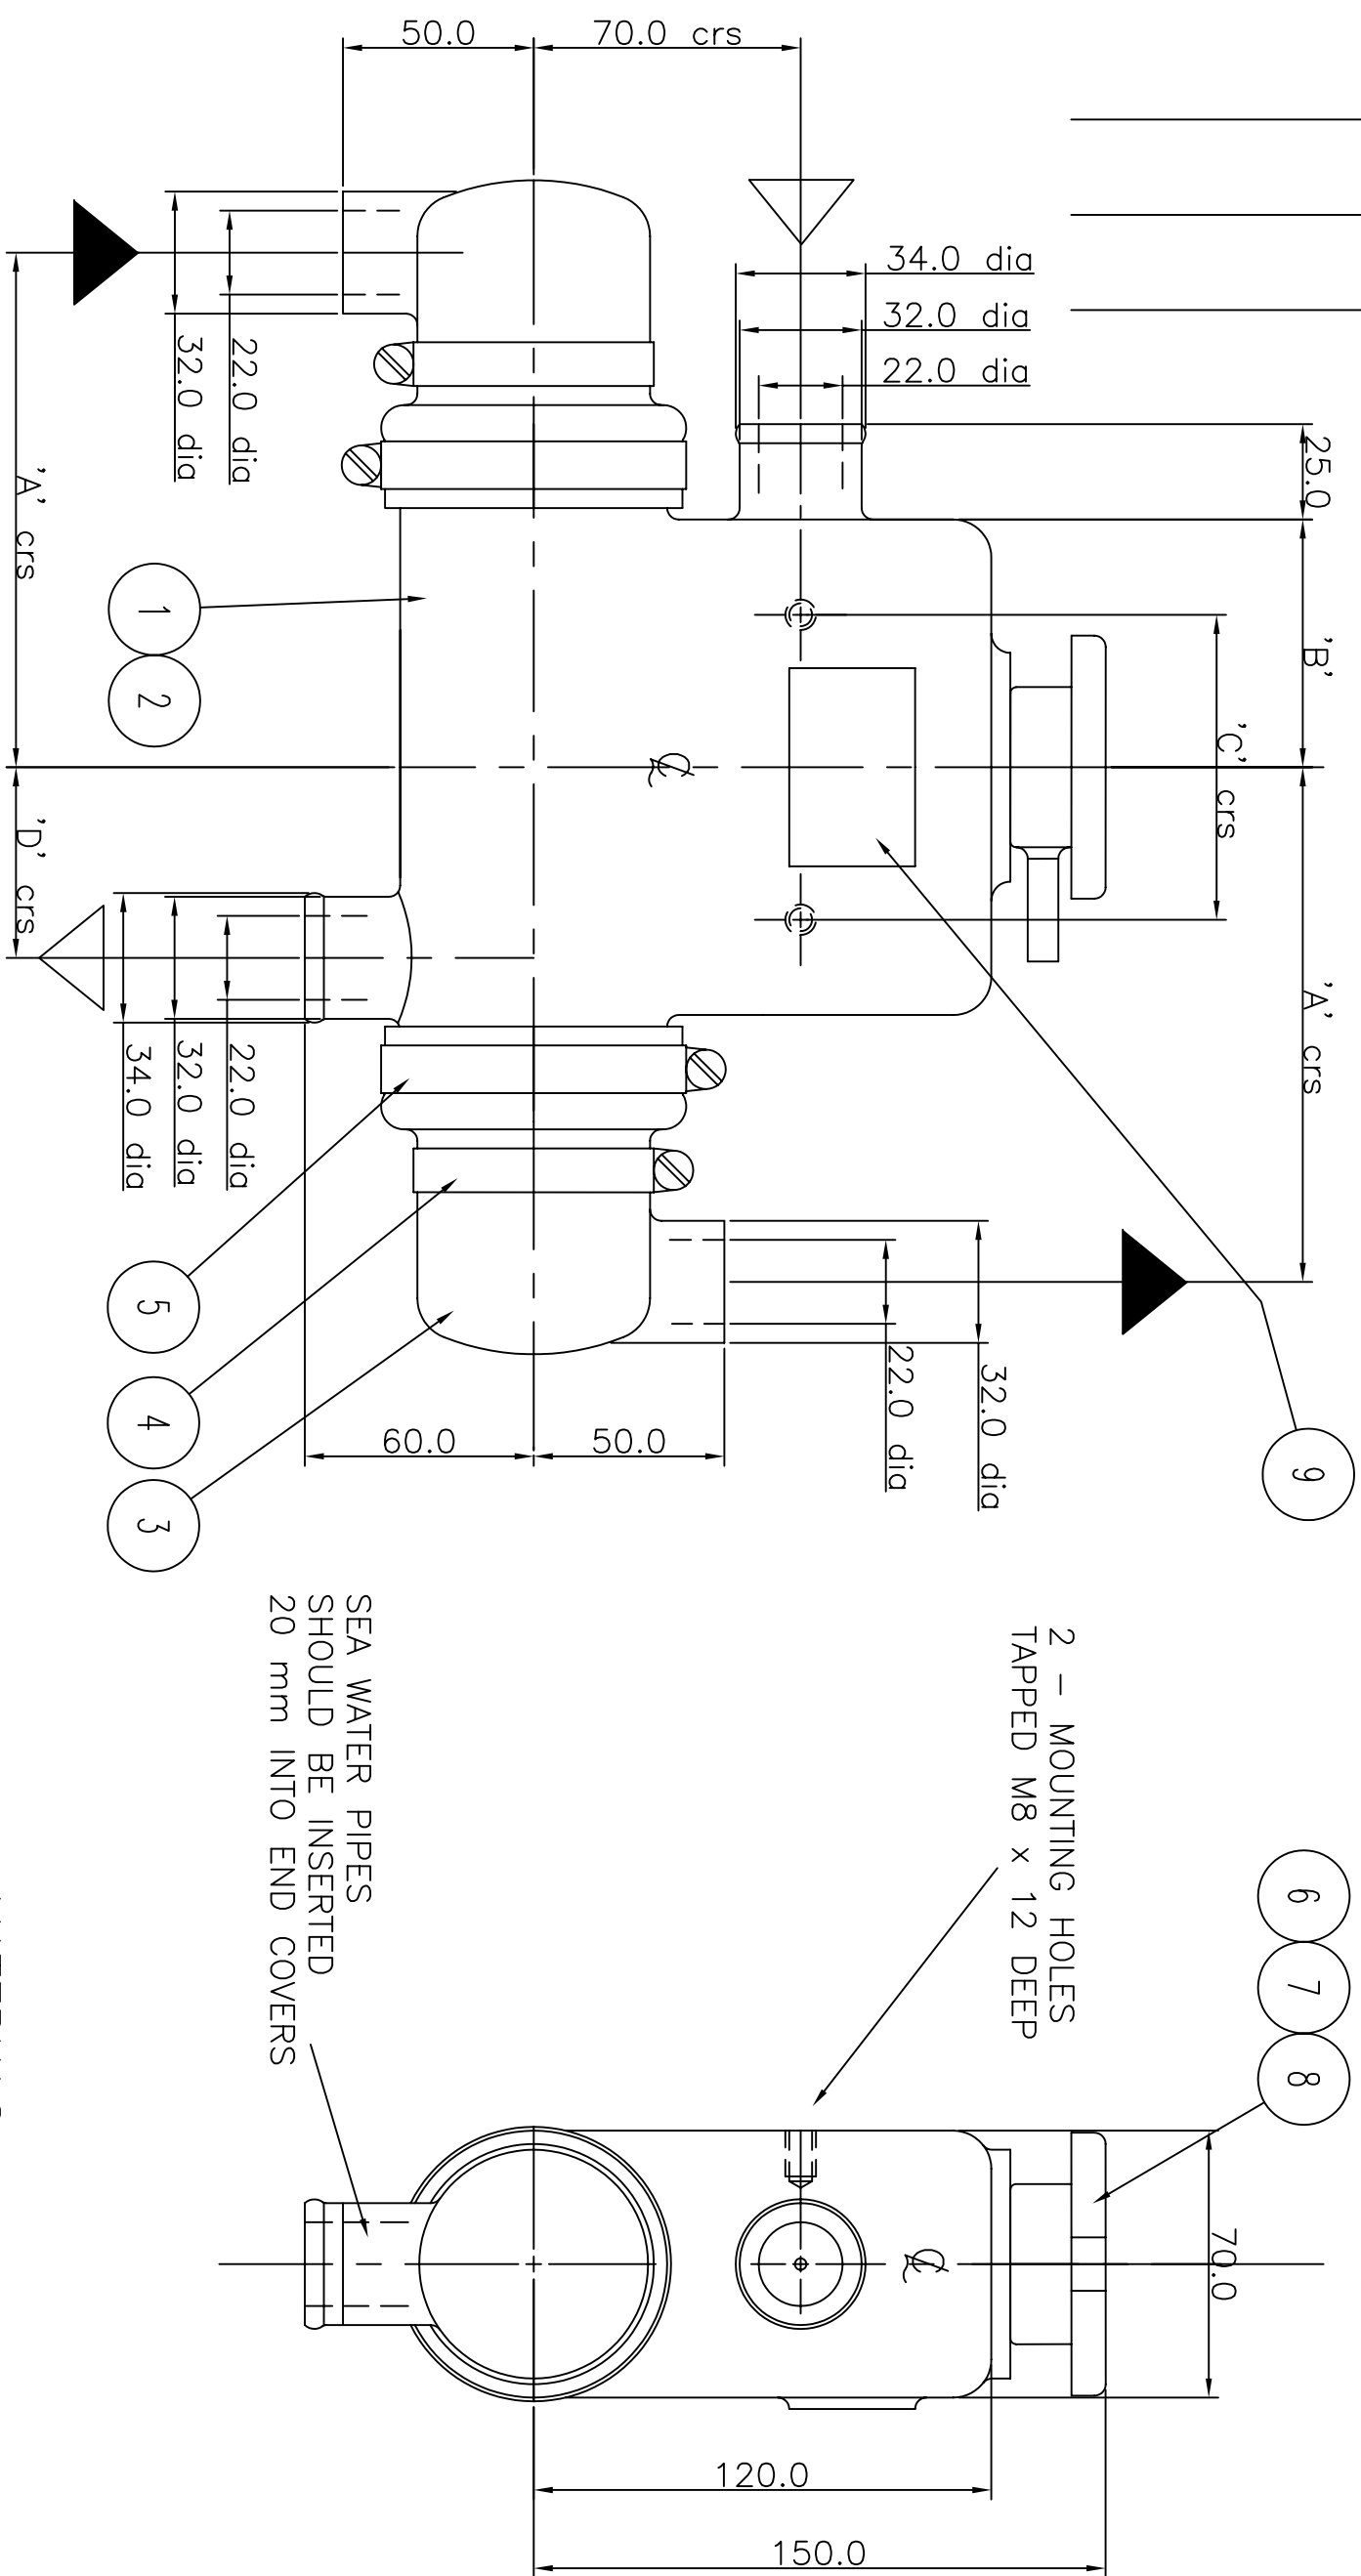 50.0
70.0 crs
34.0 dia
32.0 dia
22.0 dia
25.0
'B'
'C' crs
'A' crs
22.0 dia
32.0 dia
'A' crs
'D' crs
1
2
22.0 dia
32.0 dia
34.0 dia
5
4
3
60.0
50.0
22.0 dia
32.0 dia
9
SEA WATER PIPES
SHOULD BE INSERTED
20 mm INTO END COVERS
2 - MOUNTING HOLES
TAPPED M8 x 12 DEEP
6
7
8
70.0
120.0
150.0